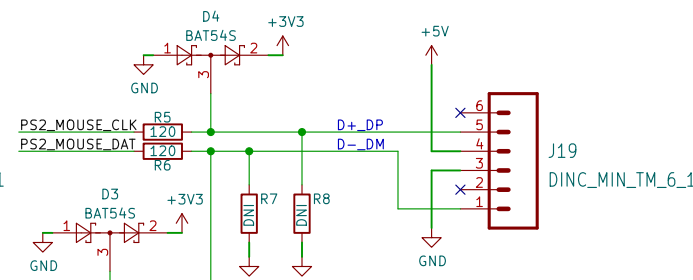 D4
BAT54S
+3V3
1
2
3
GND
+5V
PS2_MOUSE_CLK
R5
120
D+_DP
PS2_MOUSE_DAT
120
R6
D-_DM
6
5
4
3
2
1
J19
DINC_MIN_TM_6_1
D3
BAT54S
+3V3
1
2
3
GND
DNI
R7
DNI
R8
GND